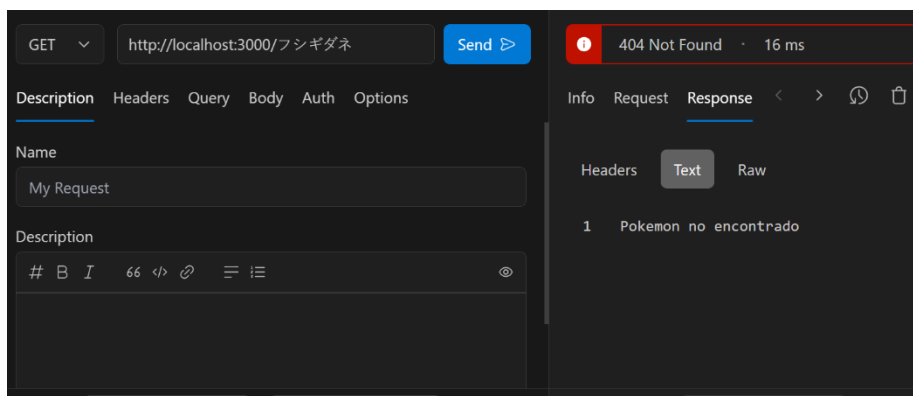 GET http://localhost:3000/フシギダネ Send
404 Not Found · 16 ms
Description Headers Query Body Auth Options
Info Request Response
Name
My Request
Headers Text Raw
1 Pokemon no encontrado
Description
# B I 66 </>